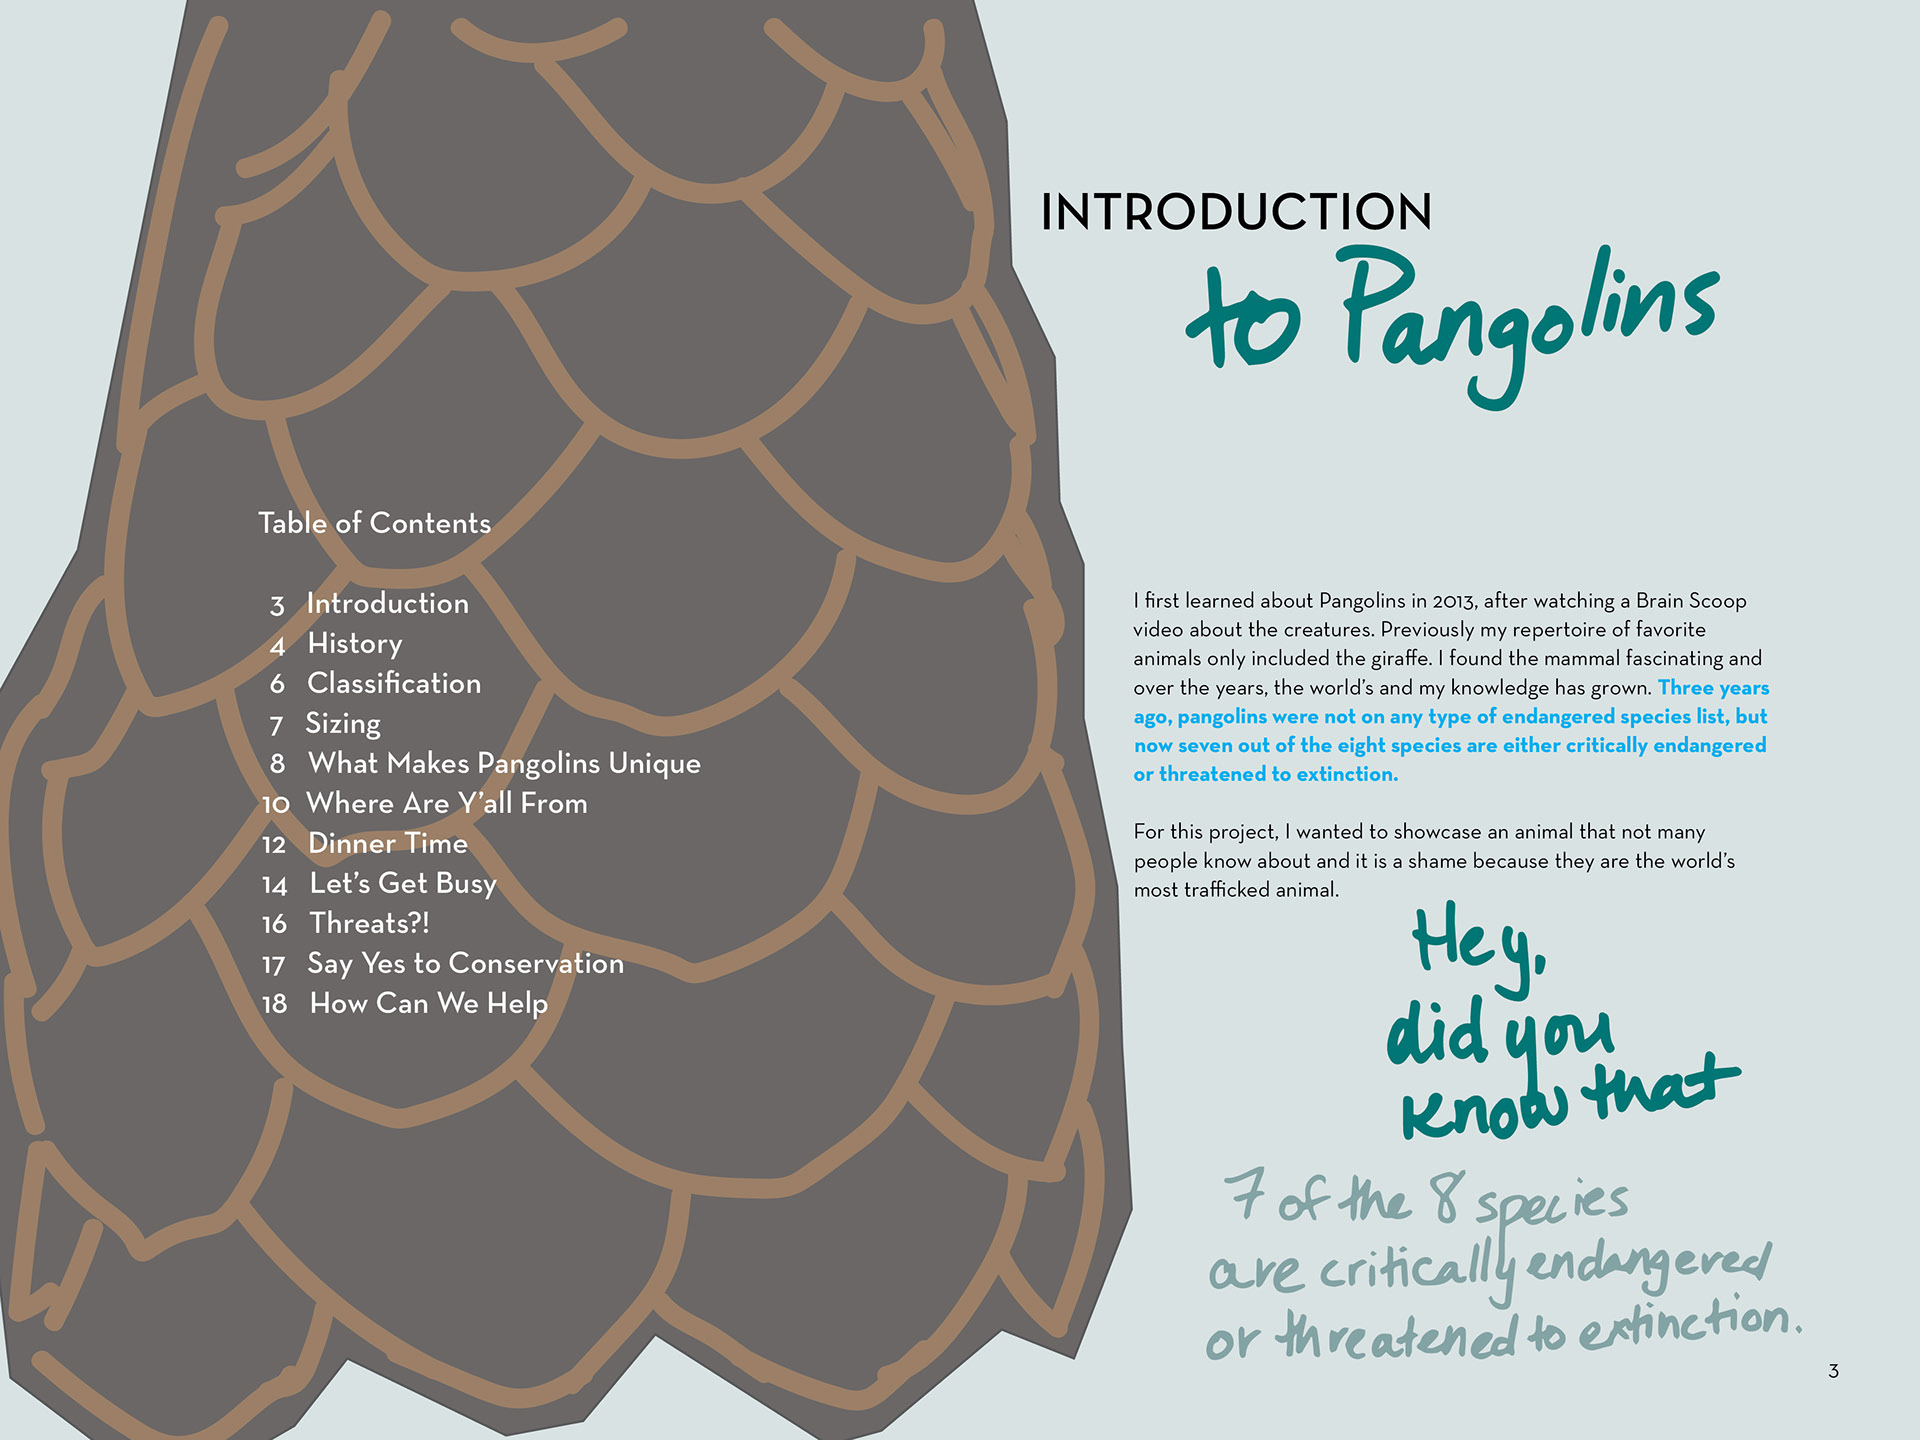 Table of Contents
3 Introduction
4 History
6 Classification
7 Sizing
8 What Makes Pangolins Unique
10 Where Are Y'all From
12 Dinner Time
14 Let's Get Busy
16 Threats?!
17 Say Yes to Conservation
18 How Can We Help
INTRODUCTION
to Pangolins
I first learned about Pangolins in 2013, after watching a Brain Scoop
video about the creatures. Previously my repertoire of favorite
animals only included the giraffe. I found the mammal fascinating and
over the years, the world's and my knowledge has grown. Three years
ago, pangolins were not on any type of endangered species list, but
now seven out of the eight species are either critically endangered
or threatened to extinction.
For this project, I wanted to showcase an animal that not many
people know about and it is a shame because they are the world's
most trafficked animal.
Hey,
did you
know that
7 of the 8 species
are critically endangered
or threatened to extinction.
3